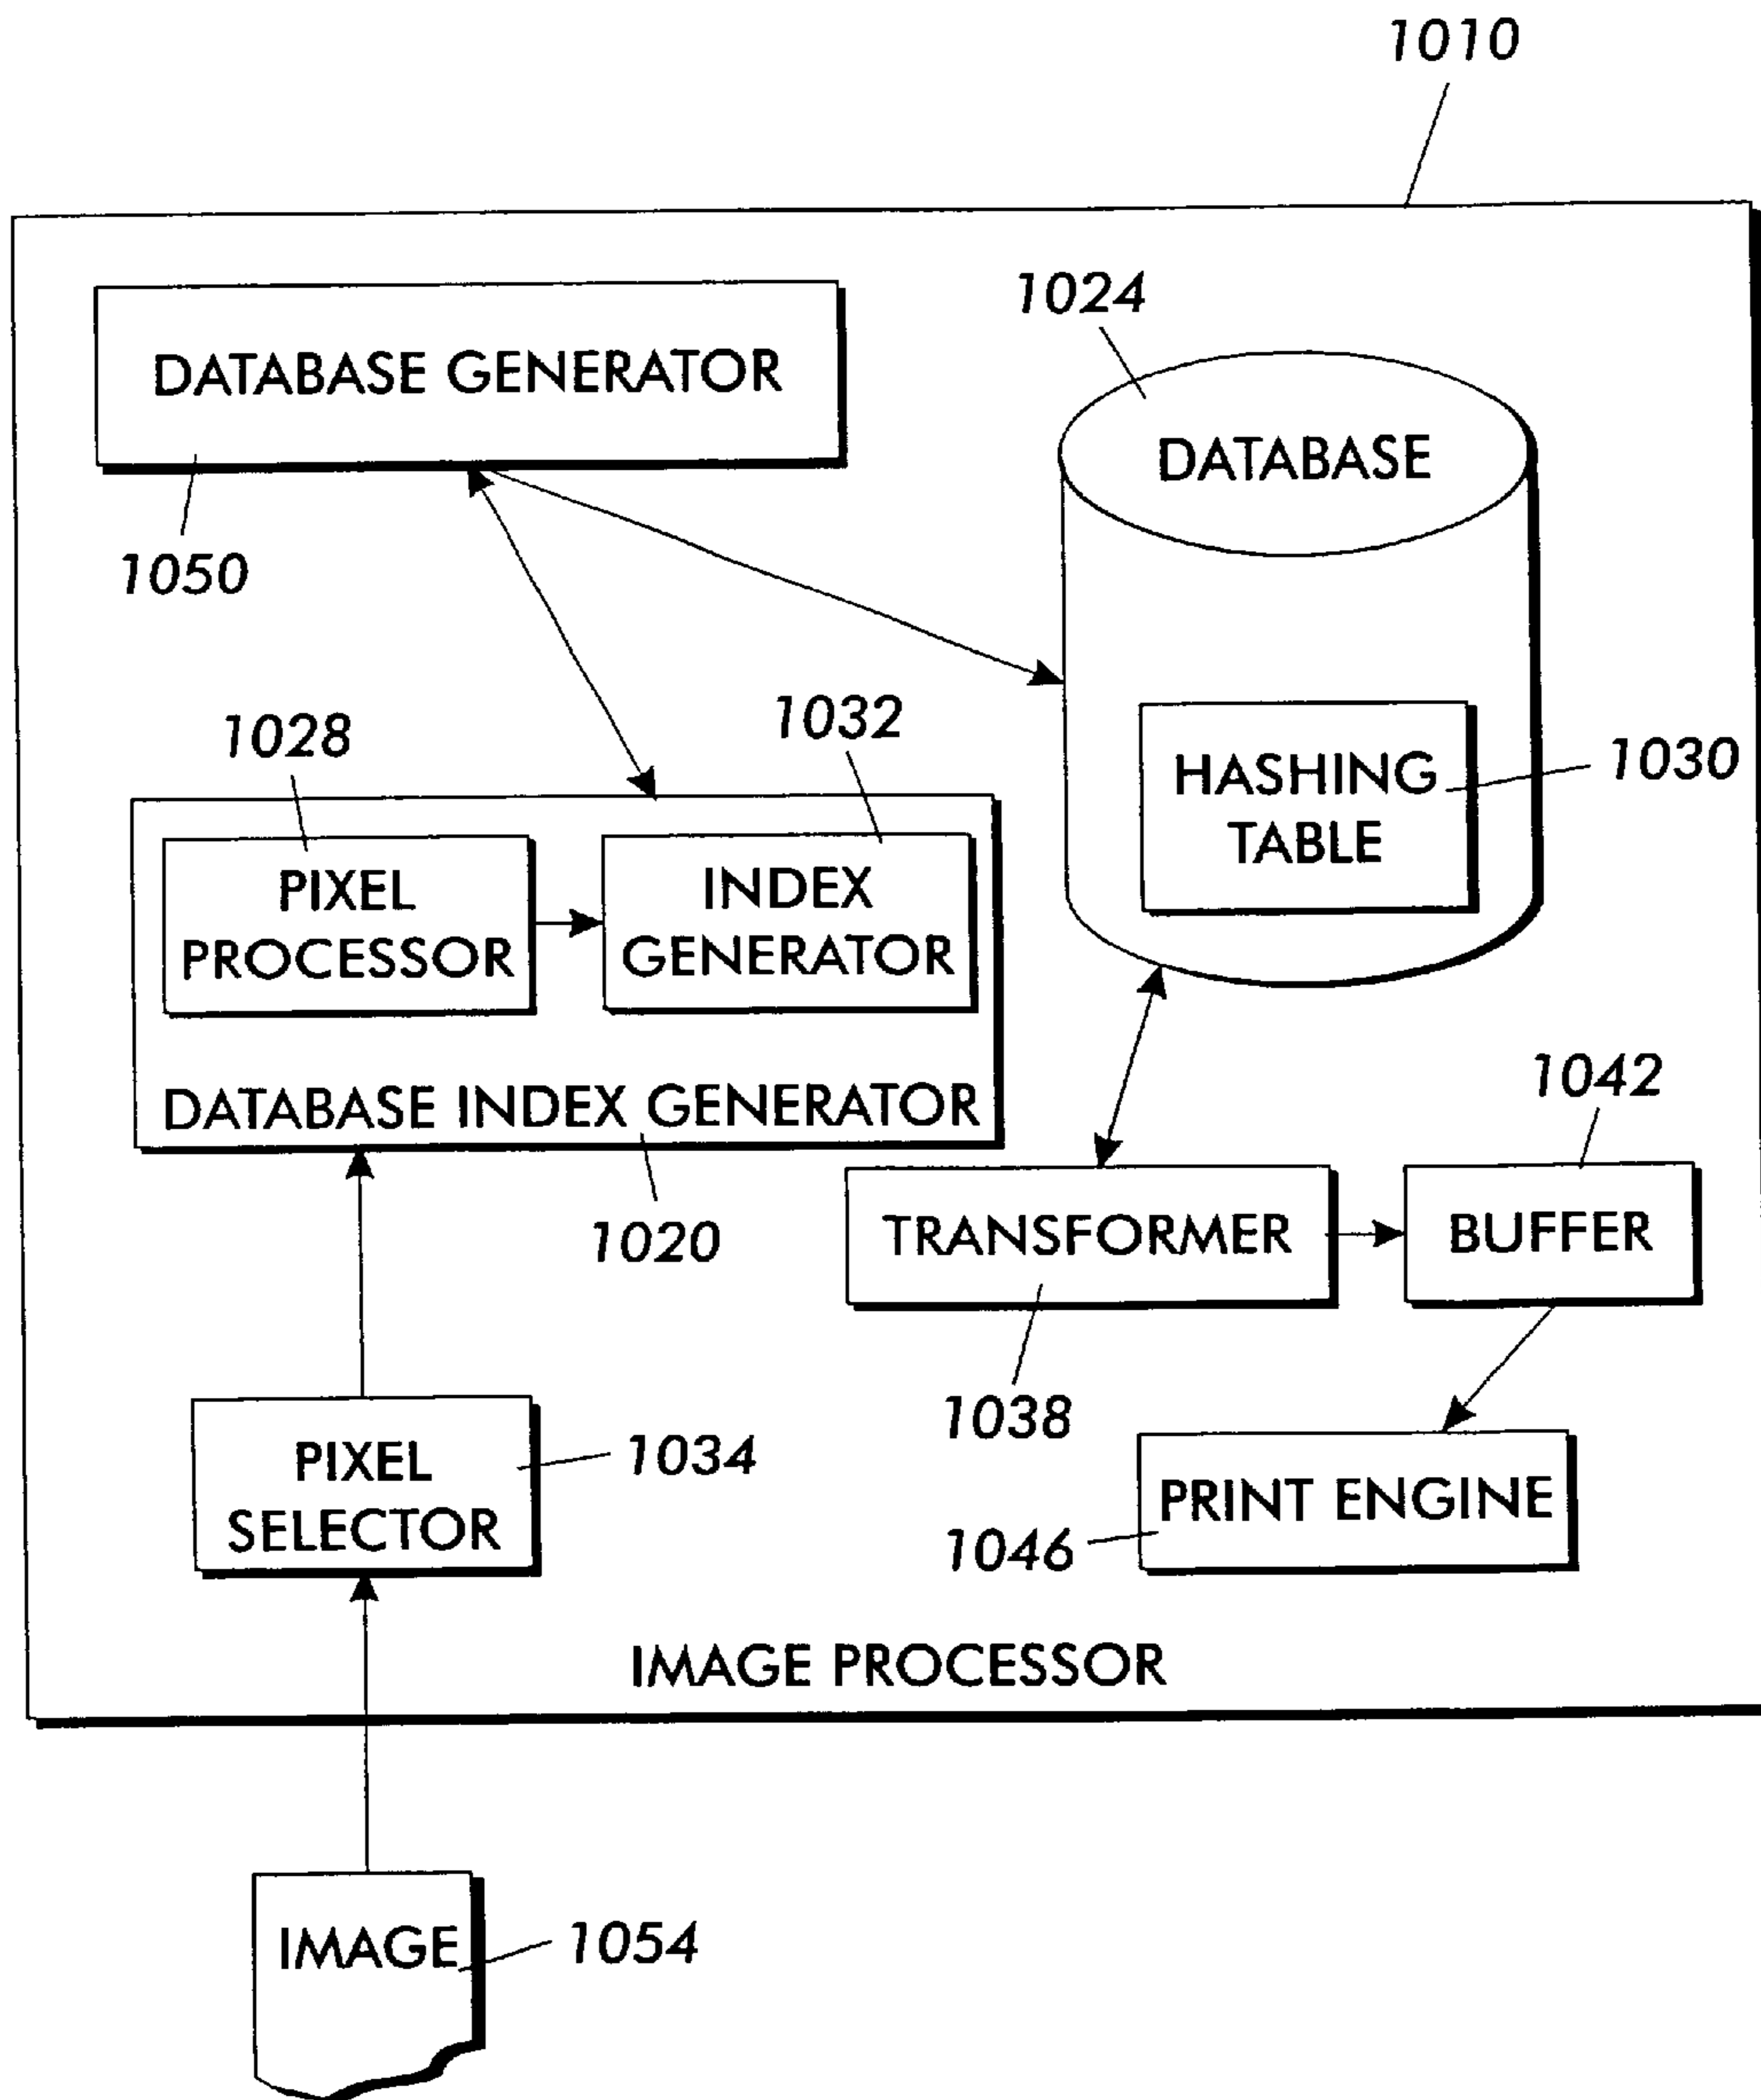 1010
DATABASE GENERATOR
1050
1024
DATABASE
HASHING
TABLE
1030
1028
1032
PIXEL
PROCESSOR
INDEX
GENERATOR
DATABASE INDEX GENERATOR
1020
TRANSFORMER
1038
BUFFER
1042
PIXEL
SELECTOR
1034
PRINT ENGINE
1046
IMAGE PROCESSOR
IMAGE
1054